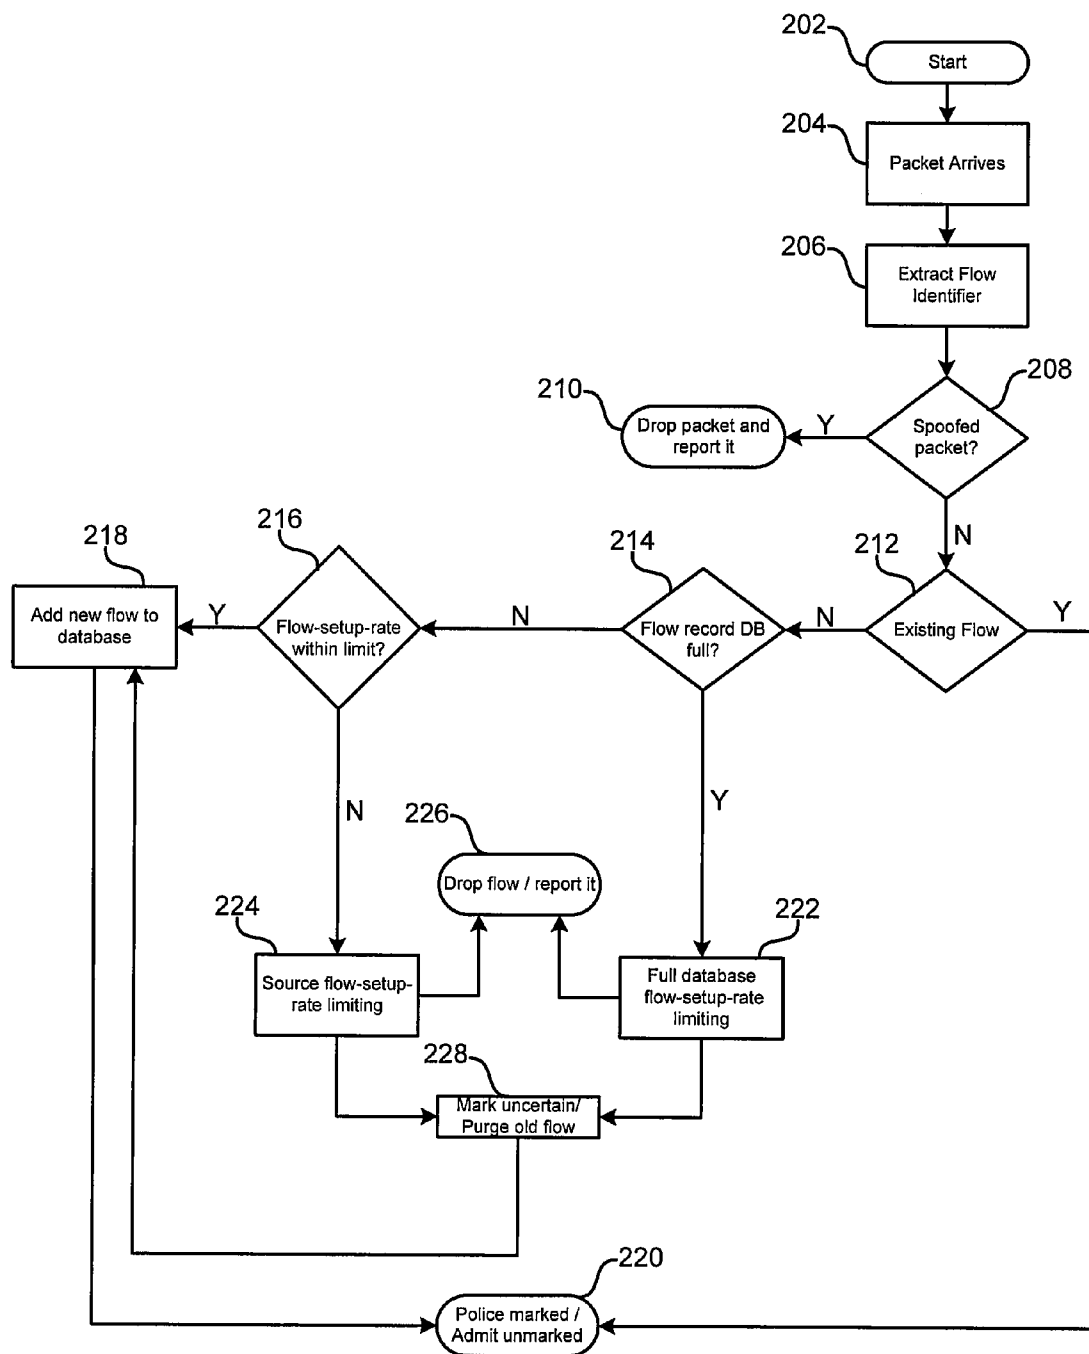 202
Start
204
Packet Arrives
206
Extract Flow
Identifier
208
Spoofed
packet?
210
Drop packet and
report it
Y
N
212
Existing Flow
Y
N
214
Flow record DB
full?
N
216
Flow-setup-rate
within limit?
Y
218
Add new flow to
database
N
Y
226
Drop flow / report it
224
Source flow-setup-
rate limiting
222
Full database
flow-setup-rate
limiting
228
Mark uncertain/
Purge old flow
220
Police marked /
Admit unmarked